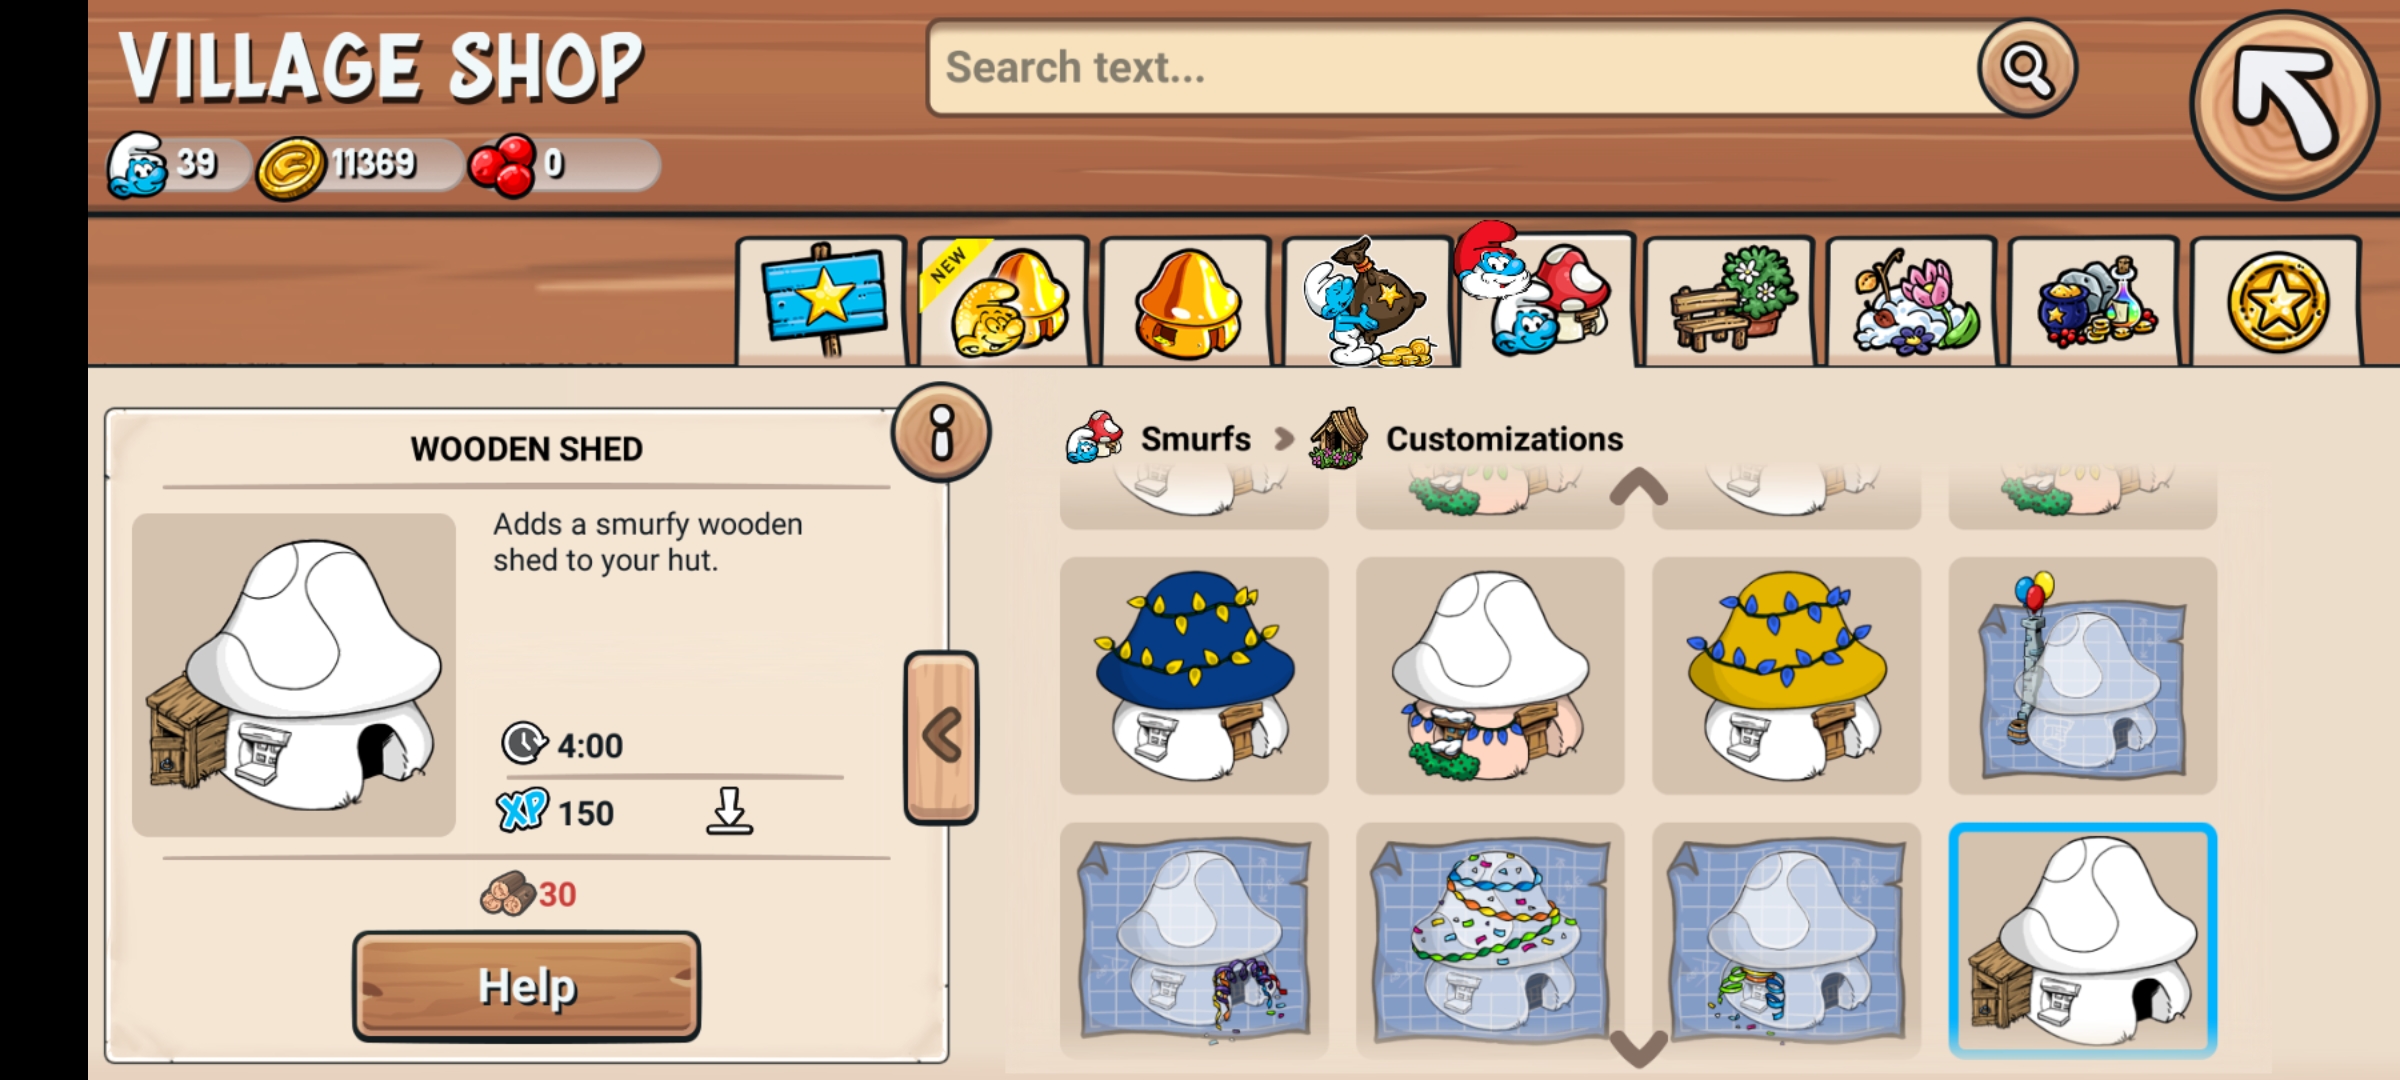 VILLAGE SHOP
Search text...
39
11369
0
NEW
WOODEN SHED
Adds a smurfy wooden
shed to your hut.
4:00
XP 150
30
Help
Smurfs
Customizations